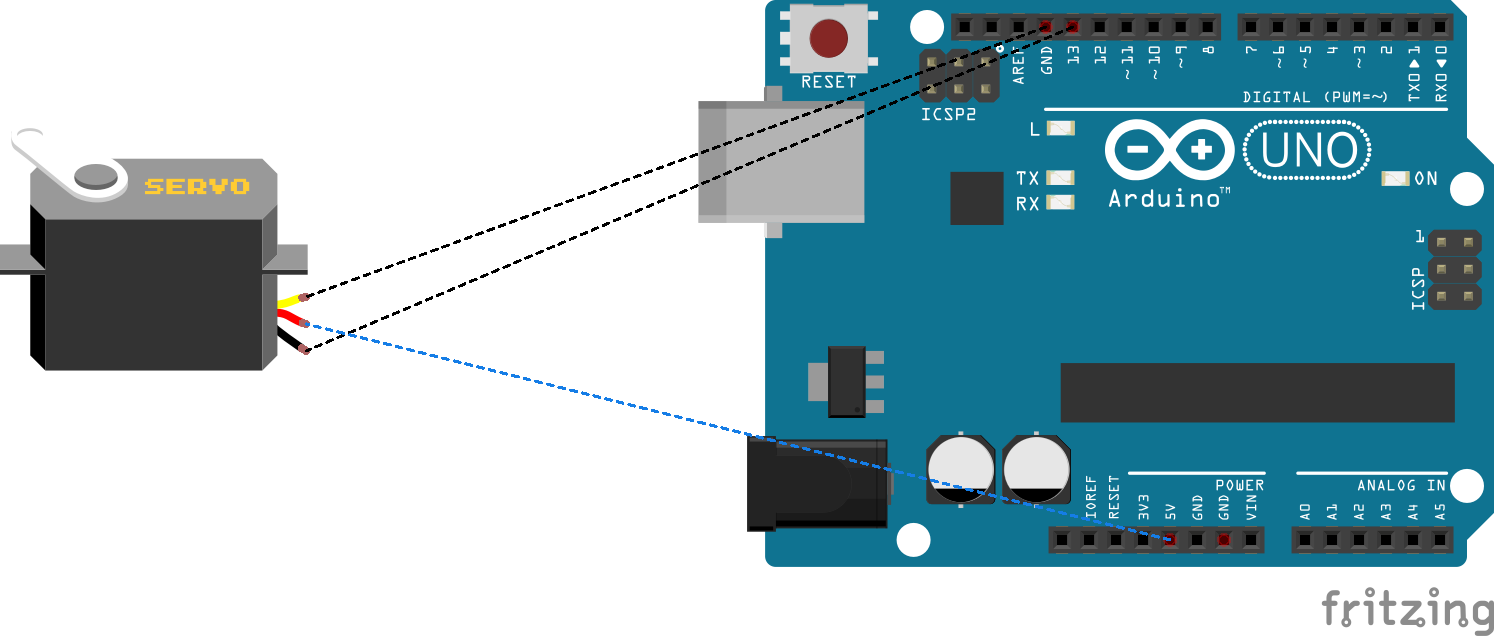 RESET
AREF
GND
13
12
~11
~10
~9
8
7
~6
~5
4
~3
2
TX0▶1
RX0◀0
ICSP2
DIGITAL (PWM=~)
L
TX
RX
UNO
Arduino™
ON
SERVO
1
ICSP
POWER
ANALOG IN
IOREF
RESET
3V3
5V
GND
GND
VIN
A0
A1
A2
A3
A4
A5
fritzing